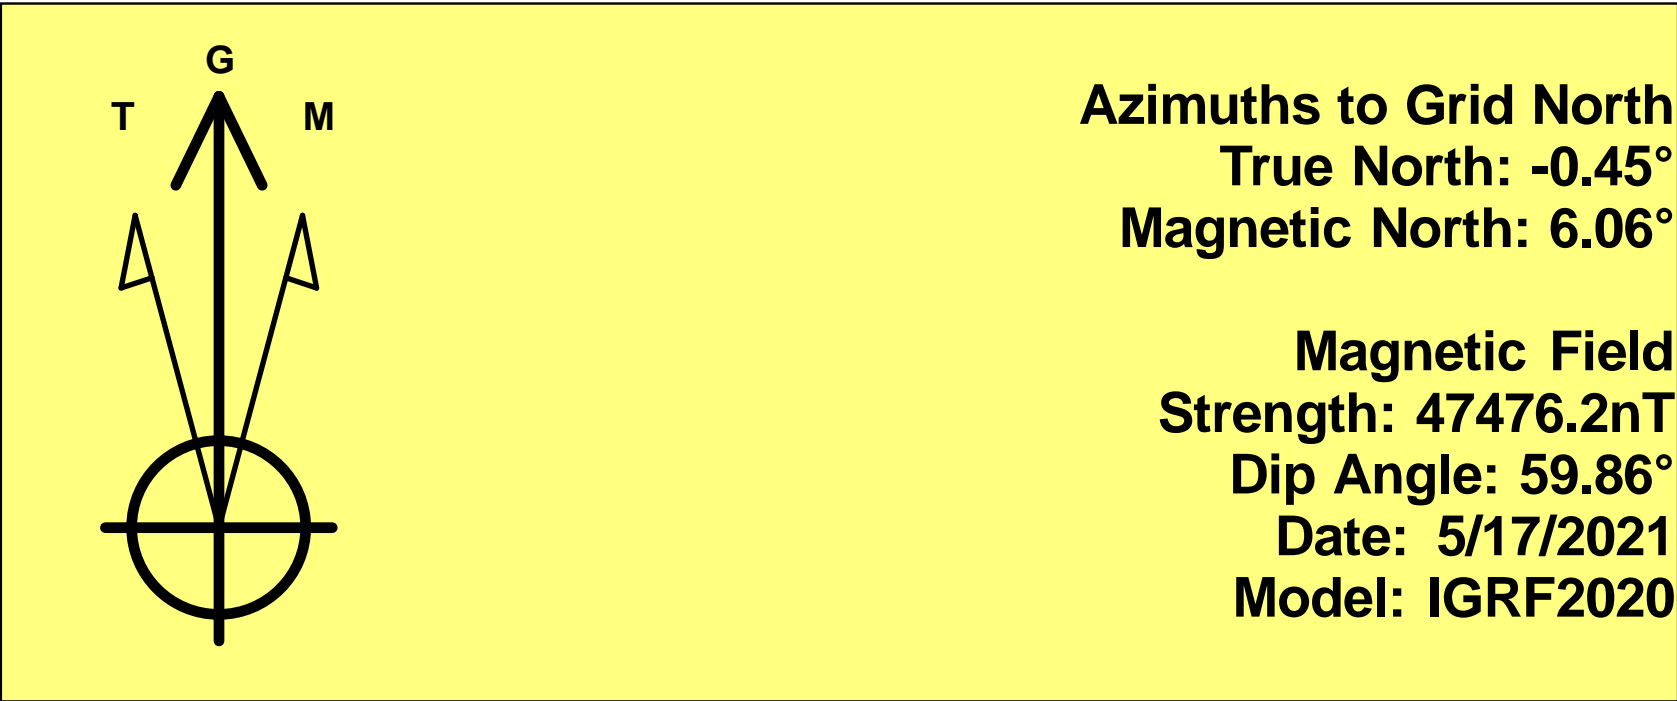 G
T
M
Azimuths to Grid North
True North: -0.45°
Magnetic North: 6.06°
Magnetic Field
Strength: 47476.2nT
Dip Angle: 59.86°
Date: 5/17/2021
Model: IGRF2020